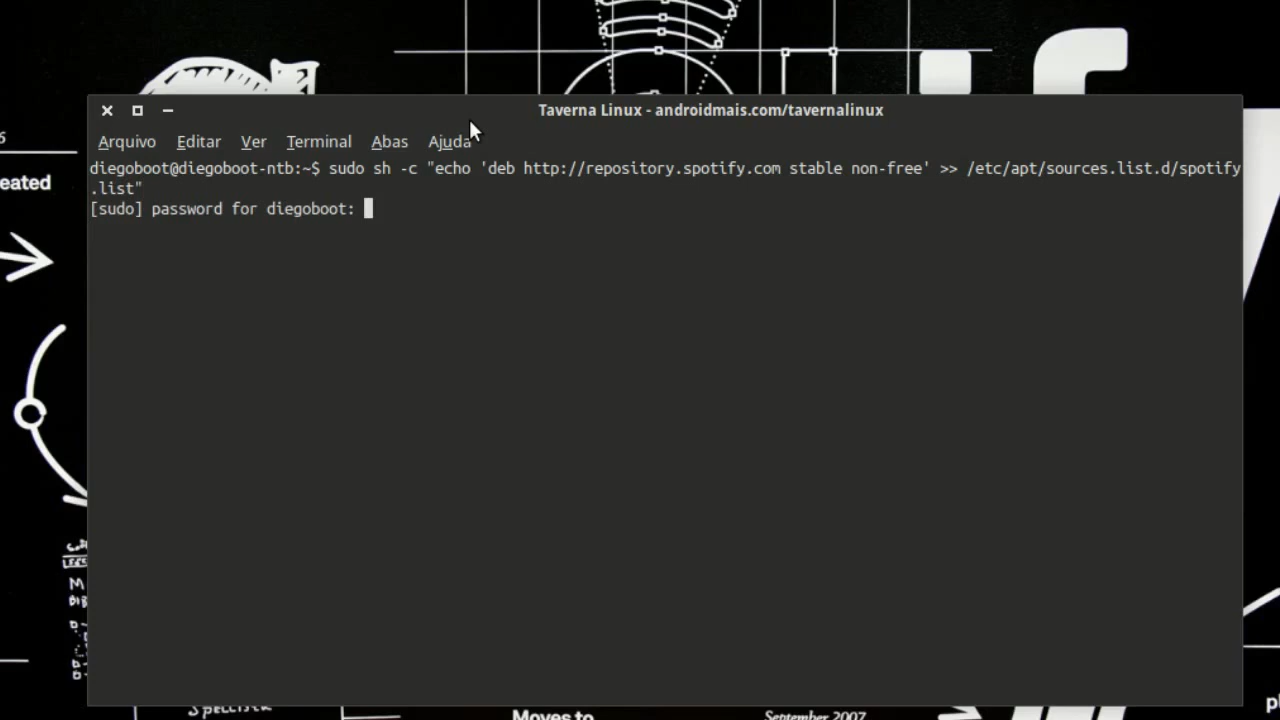 Taverna Linux - androidmais.com/tavernalinux
Arquivo Editar Ver Terminal Abas Ajuda
diegoboot@diegoboot-ntb:~$ sudo sh -c "echo 'deb http://repository.spotify.com stable non-free' >> /etc/apt/sources.list.d/spotify
.list"
[sudo] password for diegoboot:
eated
Moves to
September 2007